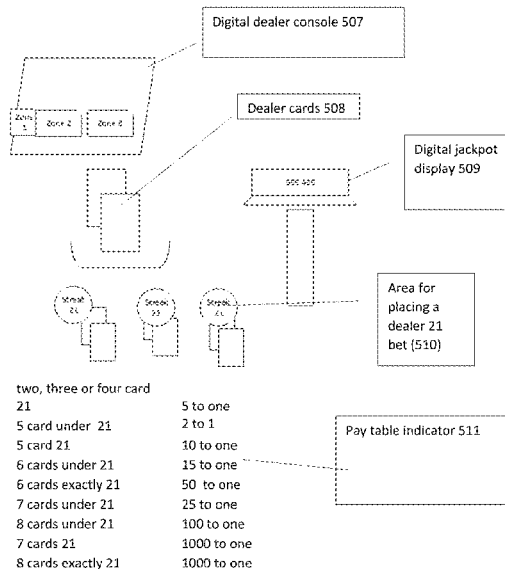 Digital dealer console 507
Zone 1
Zone 2
Dealer cards 508
Digital jackpot
display 509
Streak
Streak
Streak
Area for
placing a
dealer 21
bet (510)
two, three or four card
21 5 to one
5 card under 21 2 to 1
5 card 21 10 to one
6 cards under 21 15 to one
6 cards exactly 21 50 to one
7 cards under 21 25 to one
8 cards under 21 100 to one
7 cards 21 1000 to one
8 cards exactly 21 1000 to one
Pay table indicator 511